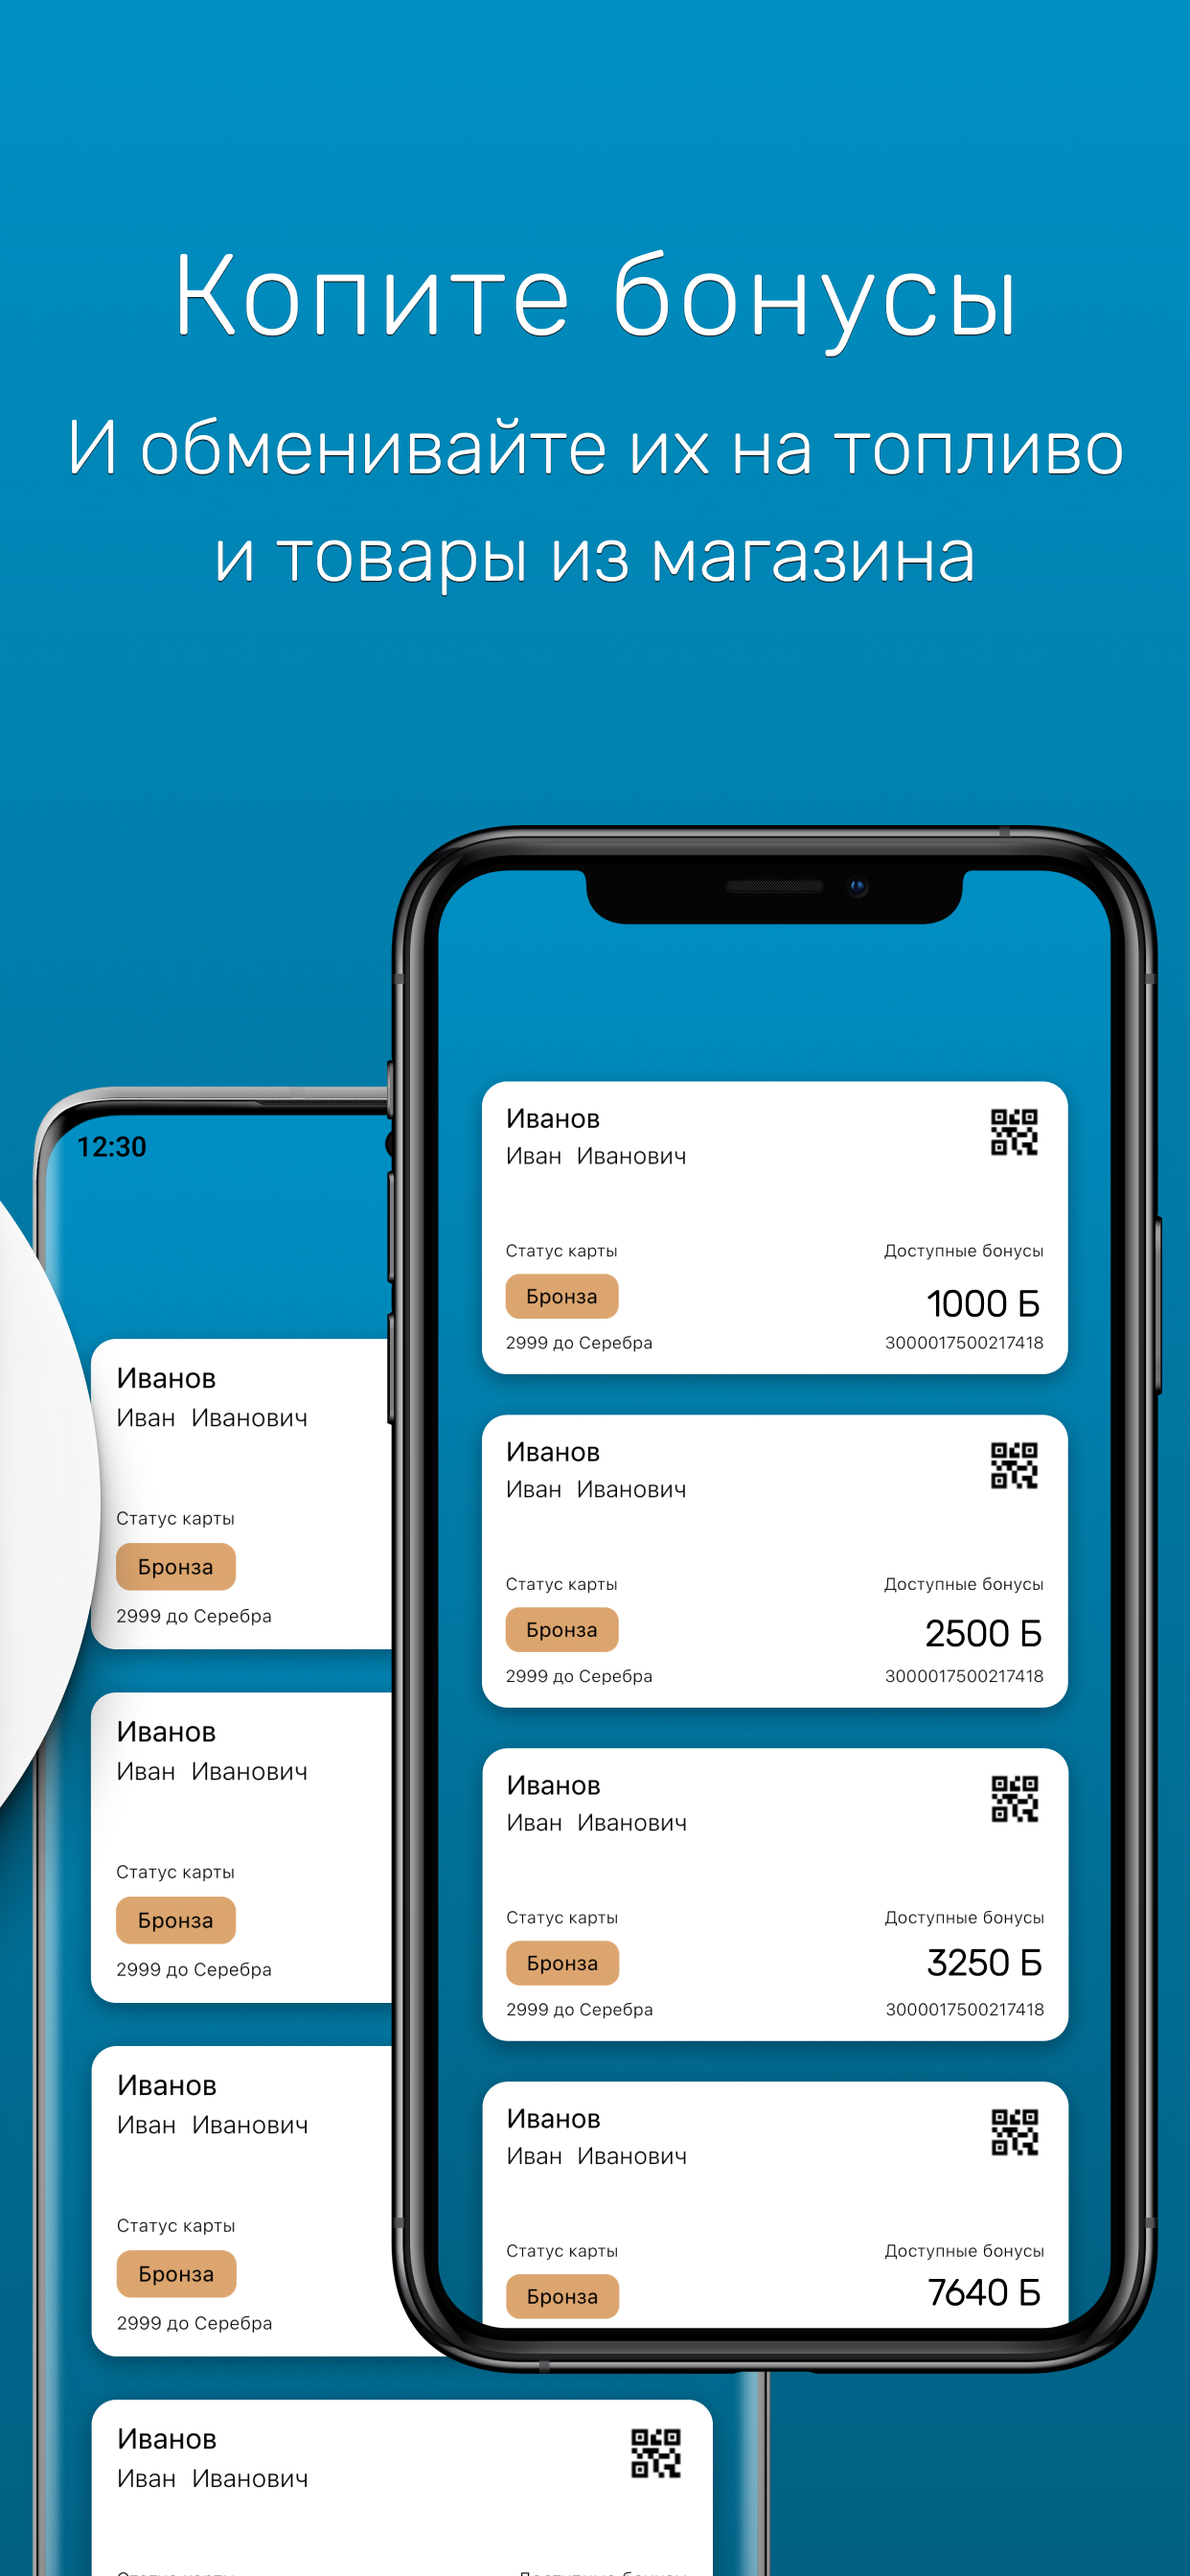 Копите бонусы
И обменивайте их на топливо
и товары из магазина
12:30
Иванов
Иван Иванович
Статус карты
Бронза
2999 до Серебра
Иванов
Иван Иванович
Статус карты
Бронза
2999 до Серебра
Иванов
Иван Иванович
Статус карты
Бронза
2999 до Серебра
Иванов
Иван Иванович
Иванов
Иван Иванович
Статус карты
Доступные бонусы
Бронза
1000 Б
2999 до Серебра
3000017500217418
Иванов
Иван Иванович
Статус карты
Доступные бонусы
Бронза
2500 Б
2999 до Серебра
3000017500217418
Иванов
Иван Иванович
Статус карты
Доступные бонусы
Бронза
3250 Б
2999 до Серебра
3000017500217418
Иванов
Иван Иванович
Статус карты
Доступные бонусы
Бронза
7640 Б